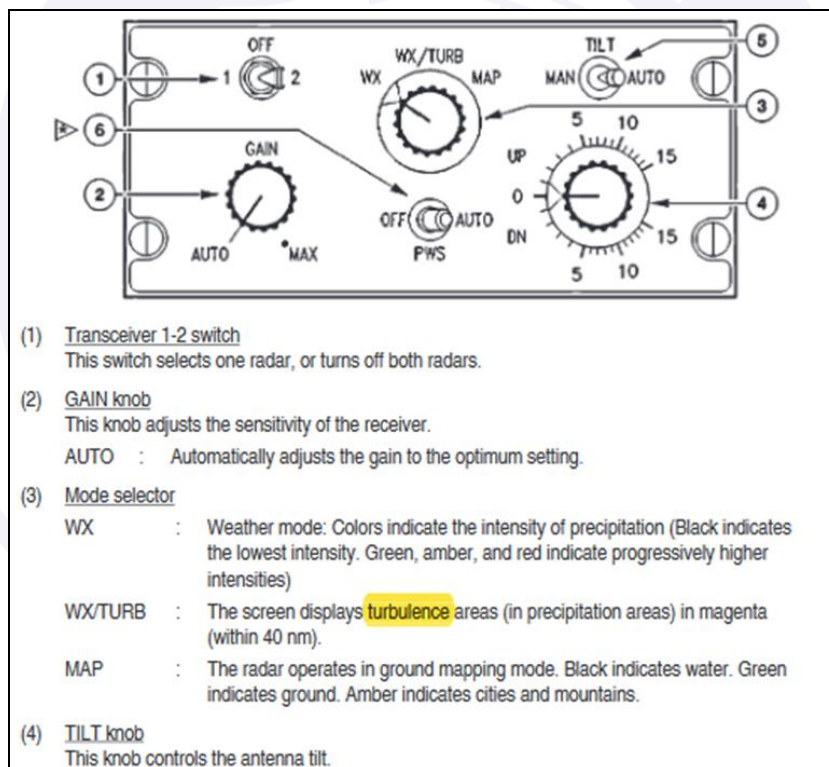 OFF
1 2
WX/TURB
WX MAP
TILT
MAN AUTO
5
1
3
6
GAIN
AUTO MAX
2
OFF AUTO
PWS
5 10
15
UP
0
DN
15
5 10
4
(1) Transceiver 1-2 switch
This switch selects one radar, or turns off both radars.
(2) GAIN knob
This knob adjusts the sensitivity of the receiver.
AUTO : Automatically adjusts the gain to the optimum setting.
(3) Mode selector
WX : Weather mode: Colors indicate the intensity of precipitation (Black indicates
the lowest intensity. Green, amber, and red indicate progressively higher
intensities)
WX/TURB : The screen displays turbulence areas (in precipitation areas) in magenta
(within 40 nm).
MAP : The radar operates in ground mapping mode. Black indicates water. Green
indicates ground. Amber indicates cities and mountains.
(4) TILT knob
This knob controls the antenna tilt.